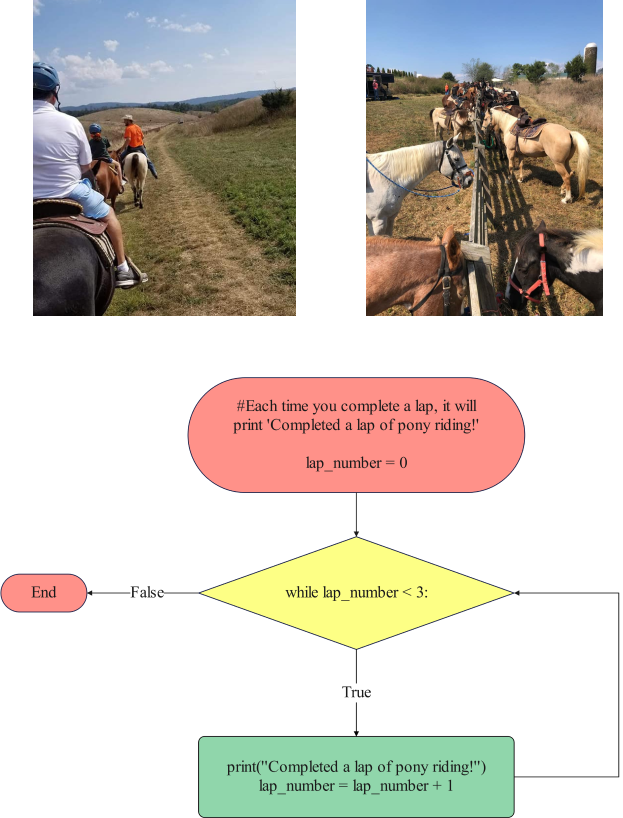 #Each time you complete a lap, it will
print 'Completed a lap of pony riding!'
lap_number = 0
while lap_number < 3:
End
False
True
print("Completed a lap of pony riding!")
lap_number = lap_number + 1